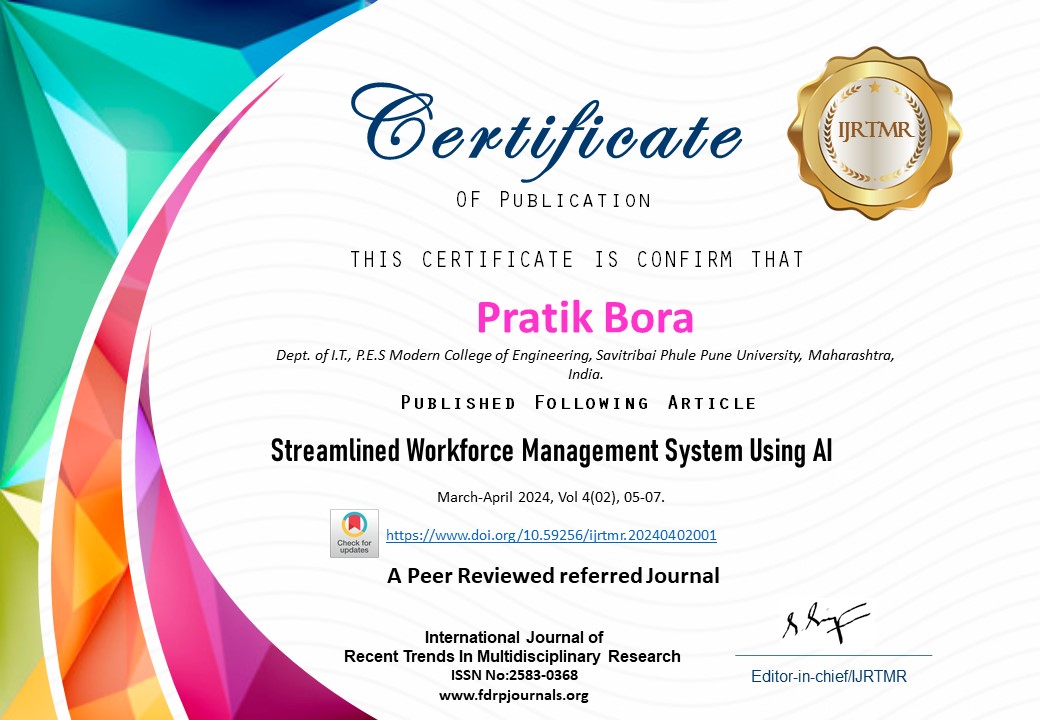 Certificate
OF PUBLICATION
IJRTMR
THIS CERTIFICATE IS CONFIRM THAT
Pratik Bora
Dept. of I.T., P.E.S Modern College of Engineering, Savitribai Phule Pune University, Maharashtra,
India.
PUBLISHED FOLLOWING ARTICLE
Streamlined Workforce Management System Using AI
March-April 2024, Vol 4(02), 05-07.
Check for
updates
https://www.doi.org/10.59256/ijrtmr.20240402001
A Peer Reviewed referred Journal
International Journal of
Recent Trends In Multidisciplinary Research
ISSN No:2583-0368
www.fdrpjournals.org
Editor-in-chief/IJRTMR